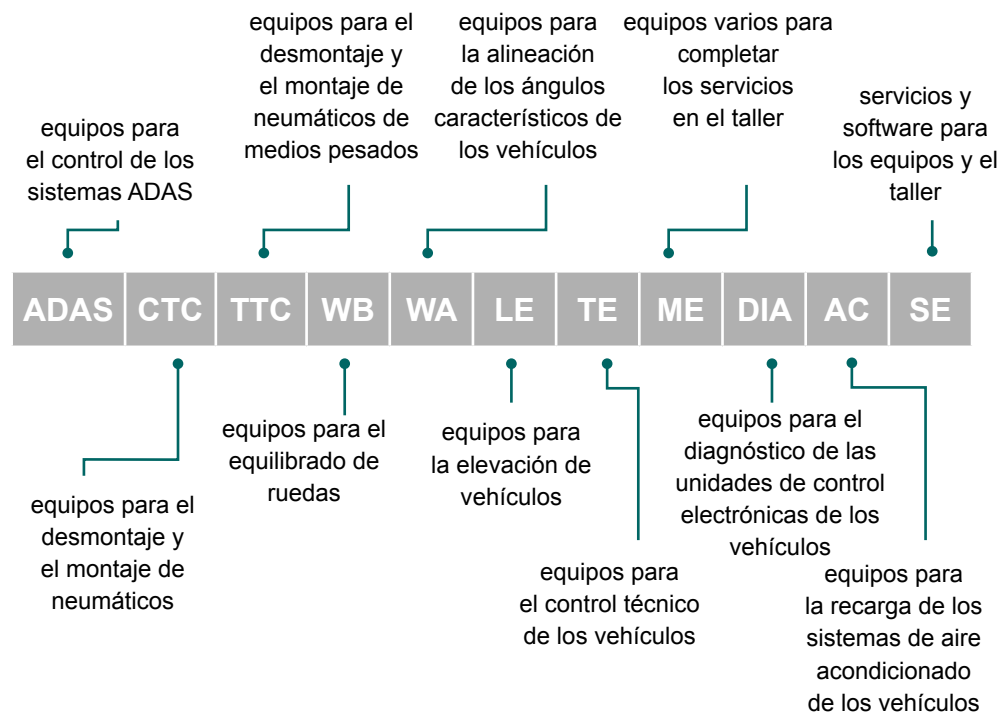 equipos para
el control de los
sistemas ADAS
equipos para el
desmontaje y
el montaje de
neumáticos de
medios pesados
equipos para
la alineación
de los ángulos
característicos de
los vehículos
equipos varios para
completar
los servicios
en el taller
servicios y
software para
los equipos y el
taller
ADAS CTC TTC WB WA LE TE ME DIA AC SE
equipos para el
desmontaje y
el montaje de
neumáticos
equipos para el
equilibrado de
ruedas
equipos para
la elevación de
vehículos
equipos para
el control técnico
de los vehículos
equipos para el
diagnóstico de las
unidades de control
electrónicas de los
vehículos
equipos para
la recarga de los
sistemas de aire
acondicionado
de los vehículos